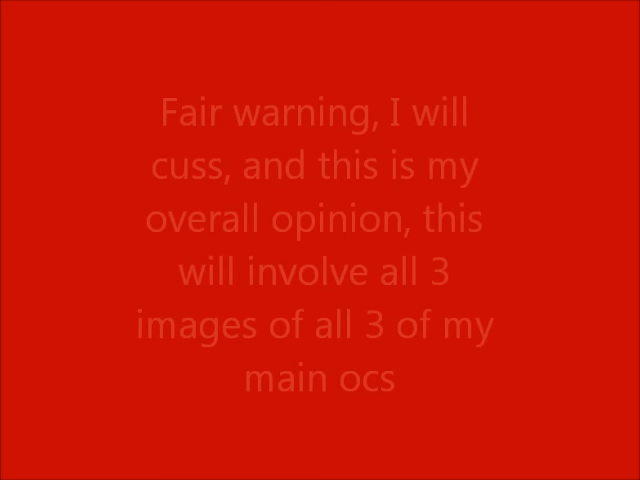 Fair warning, I will
cuss, and this is my
overall opinion, this
will involve all 3
images of all 3 of my
main ocs